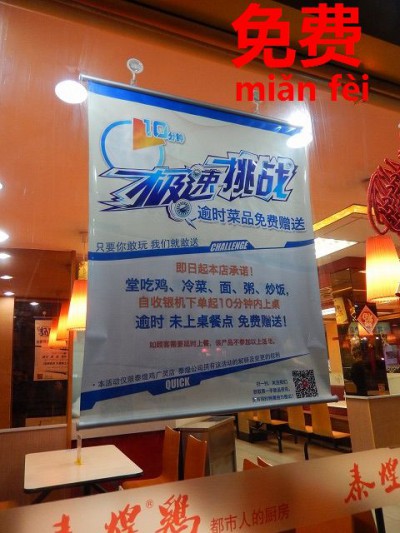 免费
miǎn fèi
10分钟
极速挑战
逾时菜品免费赠送
只要你敢玩 我们就敢送
CHALLENGE
即日起本店承诺!
堂吃鸡、冷菜、面、粥、炒饭,
自收银机下单起10分钟内上桌
逾时 未上桌餐点 免费赠送!
QUICK
泰煌®鸡 都市人的厨房
泰煌